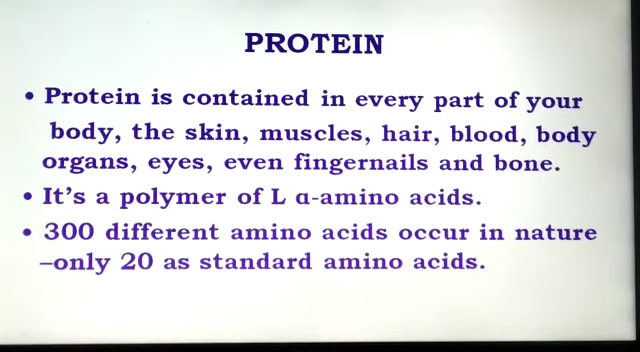 PROTEIN
• Protein is contained in every part of your
body, the skin, muscles, hair, blood, body
organs, eyes, even fingernails and bone.
• It's a polymer of L α-amino acids.
• 300 different amino acids occur in nature
–only 20 as standard amino acids.